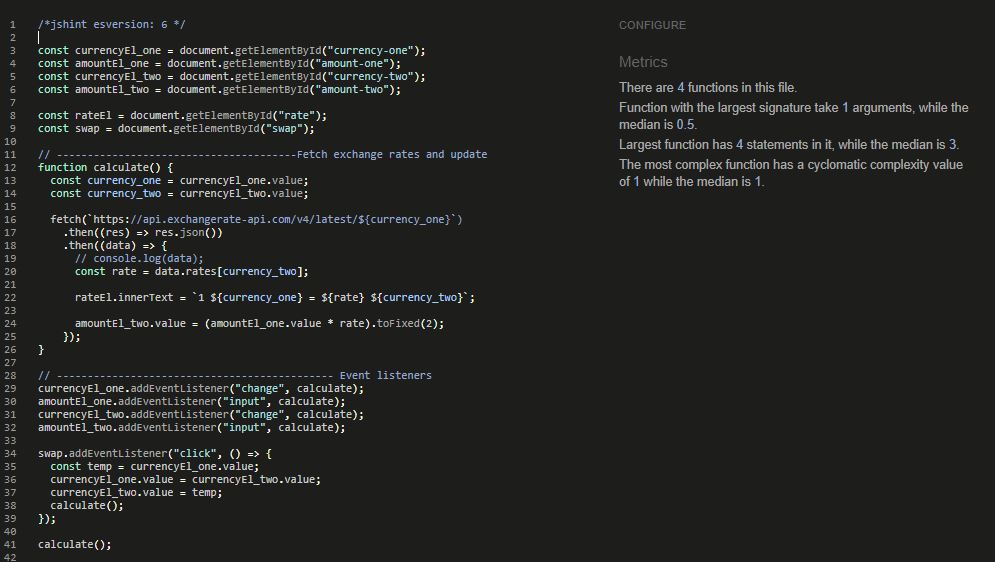 1 /*jshint esversion: 6 */
2
3 const currencyEl_one = document.getElementById("currency-one");
4 const amountEl_one = document.getElementById("amount-one");
5 const currencyEl_two = document.getElementById("currency-two");
6 const amountEl_two = document.getElementById("amount-two");
7
8 const rateEl = document.getElementById("rate");
9 const swap = document.getElementById("swap");
10
11 // ---------------------------------------Fetch exchange rates and update
12 function calculate() {
13   const currency_one = currencyEl_one.value;
14   const currency_two = currencyEl_two.value;
15
16   fetch(`https://api.exchangerate-api.com/v4/latest/${currency_one}`)
17     .then((res) => res.json())
18     .then((data) => {
19       // console.log(data);
20       const rate = data.rates[currency_two];
21
22       rateEl.innerText = `1 ${currency_one} = ${rate} ${currency_two}`;
23
24       amountEl_two.value = (amountEl_one.value * rate).toFixed(2);
25     });
26 }
27
28 // --------------------------------------------- Event listeners
29 currencyEl_one.addEventListener("change", calculate);
30 amountEl_one.addEventListener("input", calculate);
31 currencyEl_two.addEventListener("change", calculate);
32 amountEl_two.addEventListener("input", calculate);
33
34 swap.addEventListener("click", () => {
35   const temp = currencyEl_one.value;
36   currencyEl_one.value = currencyEl_two.value;
37   currencyEl_two.value = temp;
38   calculate();
39 });
40
41 calculate();
42
CONFIGURE
Metrics
There are 4 functions in this file.
Function with the largest signature take 1 arguments, while the
median is 0.5.
Largest function has 4 statements in it, while the median is 3.
The most complex function has a cyclomatic complexity value
of 1 while the median is 1.